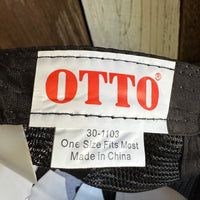 OTTO®
30-1103
One Size Fits Most
Made in China